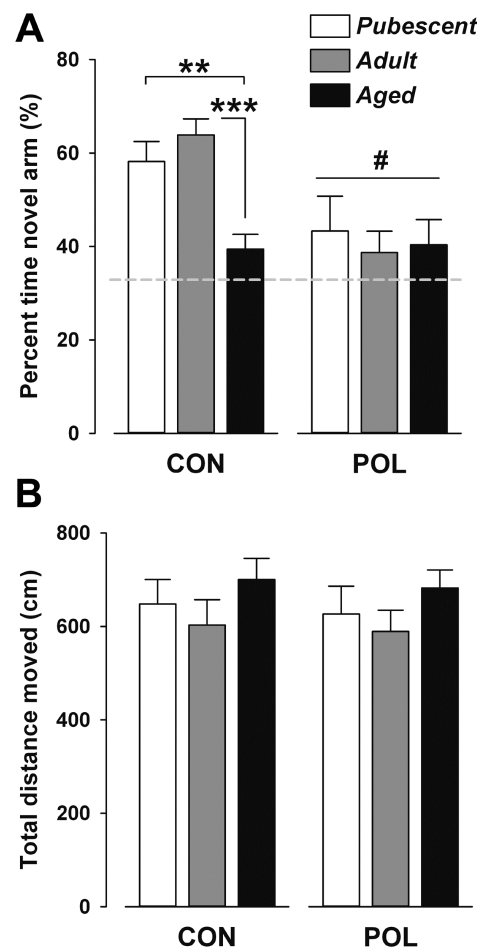 A
Pubescent
Adult
Aged
Percent time novel arm (%)
80
60
40
20
0
**
***
#
CON
POL
B
Total distance moved (cm)
800
600
400
200
0
CON
POL